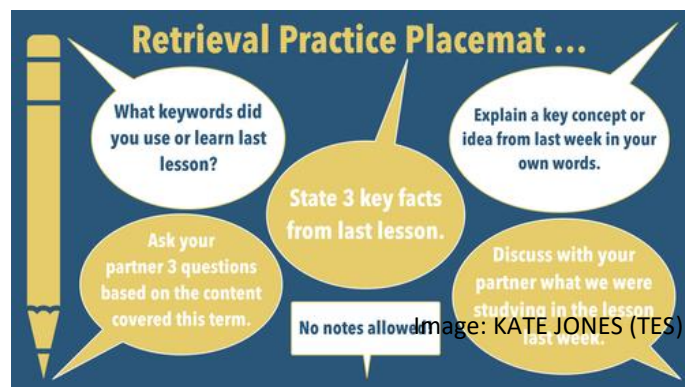 Retrieval Practice Placemat ...
What keywords did
you use or learn last
lesson?
Explain a key concept or
idea from last week in your
own words.
State 3 key facts
from last lesson.
Ask your
partner 3 questions
based on the content
covered this term.
Discuss with your
partner what we were
studying in the lesson
last week.
No notes allowed
Image: KATE JONES (TES)